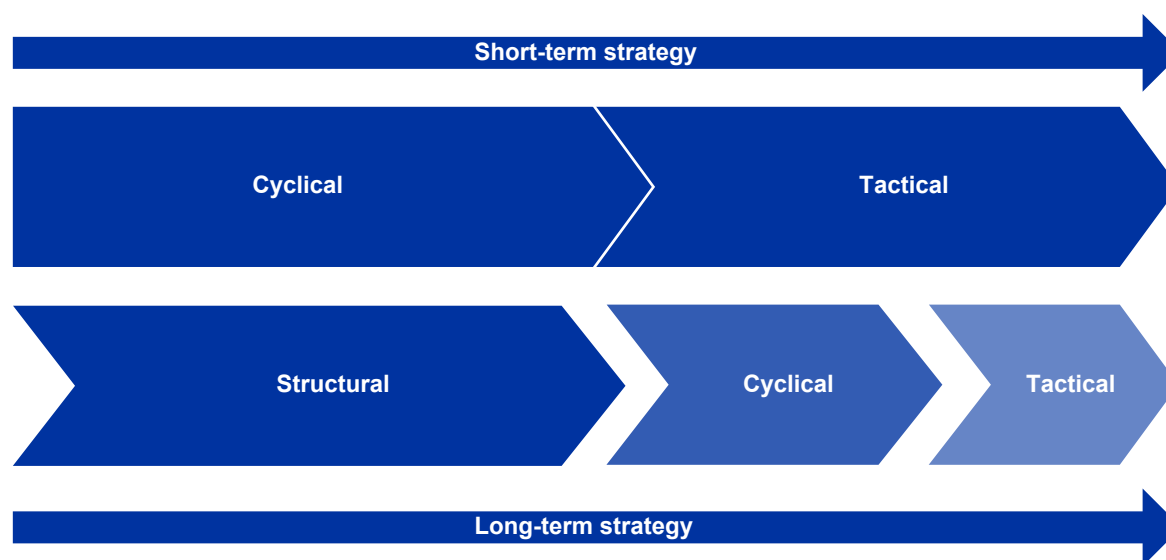 Short-term strategy
Cyclical
Tactical
Structural
Cyclical
Tactical
Long-term strategy